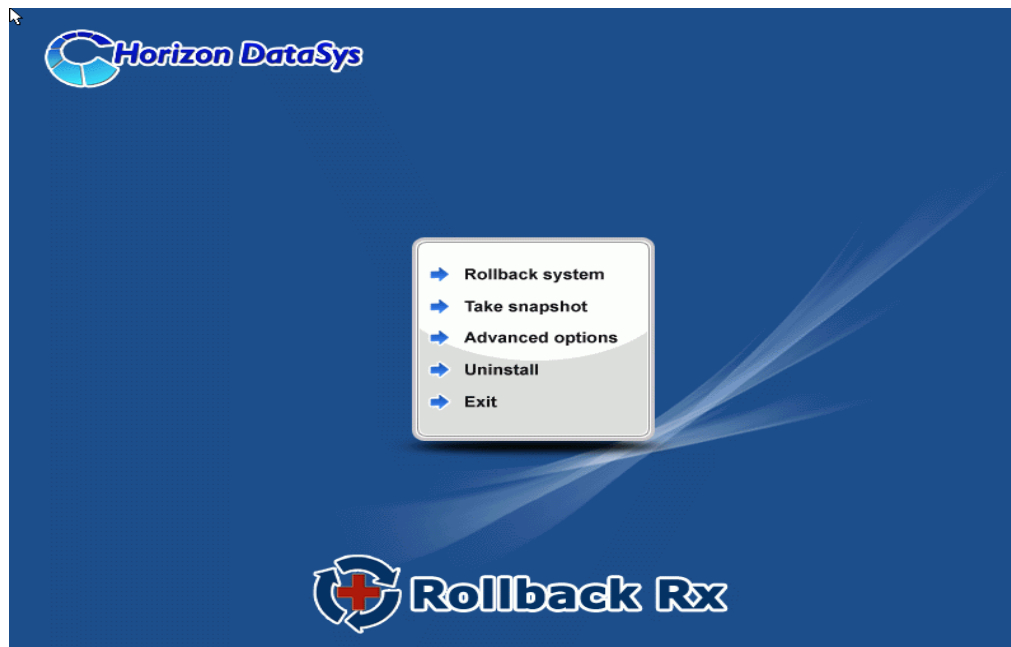 Horizon DataSys
Rollback system
Take snapshot
Advanced options
Uninstall
Exit
Rollback Rx